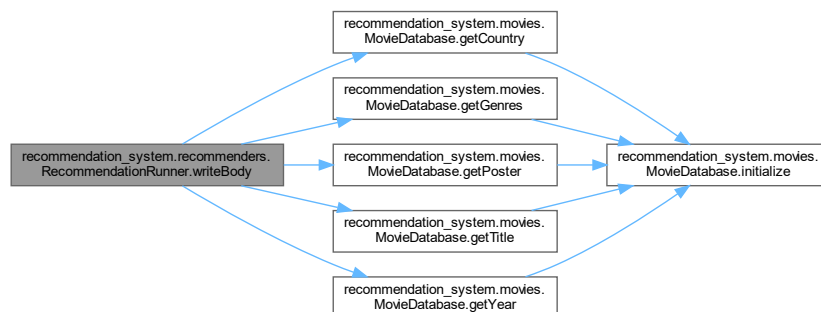 recommendation_system.movies.
MovieDatabase.getCountry
recommendation_system.movies.
MovieDatabase.getGenres
recommendation_system.recommenders.
RecommendationRunner.writeBody
recommendation_system.movies.
MovieDatabase.getPoster
recommendation_system.movies.
MovieDatabase.initialize
recommendation_system.movies.
MovieDatabase.getTitle
recommendation_system.movies.
MovieDatabase.getYear